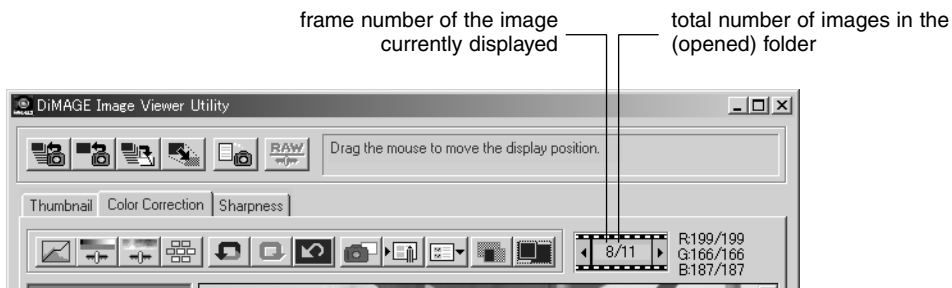 frame number of the image
currently displayed
total number of images in the
(opened) folder
DiMAGE Image Viewer Utility
RAW
Drag the mouse to move the display position.
Thumbnail Color Correction Sharpness
8/11
R:199/199
G:166/166
B:187/187